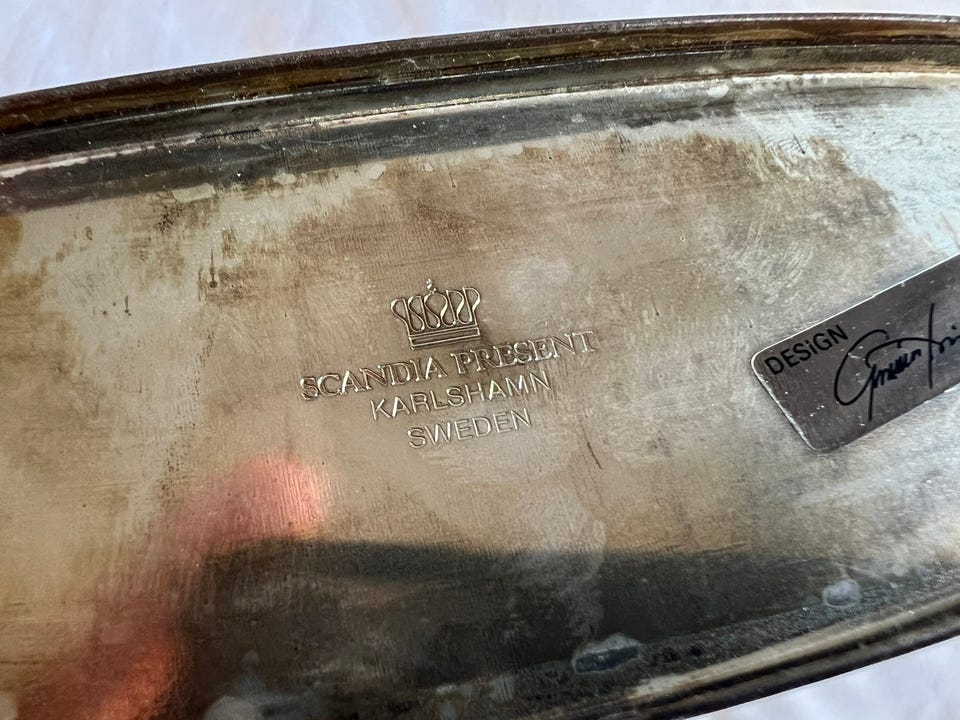 SCANDIA PRESENT
KARLSHAMN
SWEDEN
DESiGN